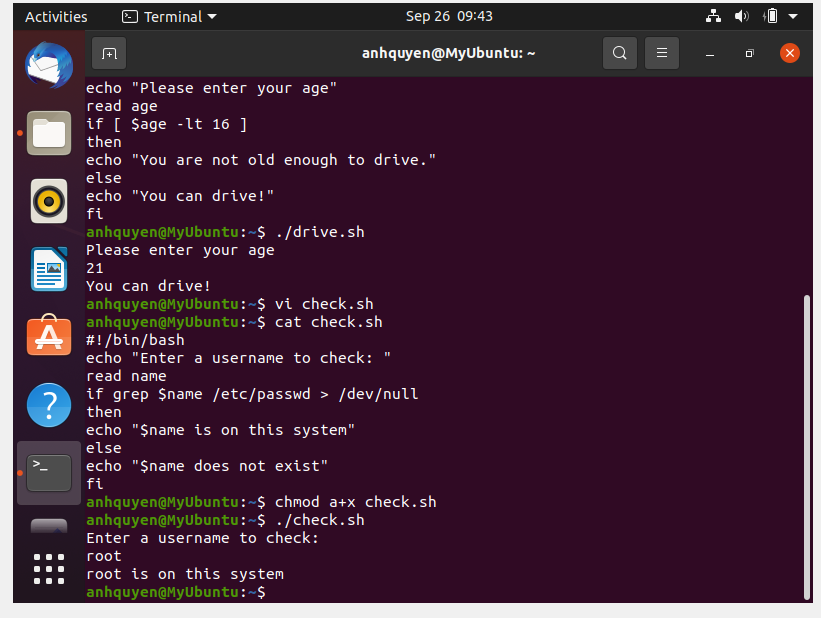 Activities Terminal Sep 26 09:43
anhquyen@MyUbuntu: ~
echo "Please enter your age"
read age
if [ $age -lt 16 ]
then
echo "You are not old enough to drive."
else
echo "You can drive!"
fi
anhquyen@MyUbuntu:~$ ./drive.sh
Please enter your age
21
You can drive!
anhquyen@MyUbuntu:~$ vi check.sh
anhquyen@MyUbuntu:~$ cat check.sh
#!/bin/bash
echo "Enter a username to check: "
read name
if grep $name /etc/passwd > /dev/null
then
echo "$name is on this system"
else
echo "$name does not exist"
fi
anhquyen@MyUbuntu:~$ chmod a+x check.sh
anhquyen@MyUbuntu:~$ ./check.sh
Enter a username to check:
root
root is on this system
anhquyen@MyUbuntu:~$